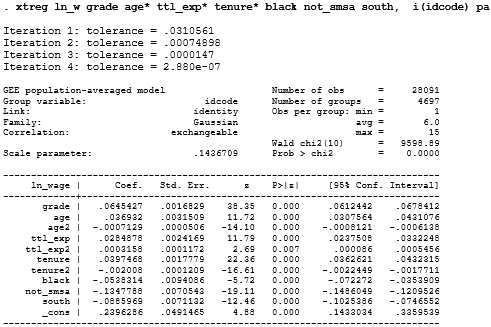 . xtreg ln_w grade age* ttl_exp* tenure* black not_smsa south, i(idcode) pa
Iteration 1: tolerance = .0310561
Iteration 2: tolerance = .00074898
Iteration 3: tolerance = .0000147
Iteration 4: tolerance = 2.880e-07
GEE population-averaged model Number of obs = 28091
Group variable: idcode Number of groups = 4697
Link: identity Obs per group: min = 1
Family: Gaussian avg = 6.0
Correlation: exchangeable max = 15
Wald chi2(10) = 9598.89
Scale parameter: .1436709 Prob > chi2 = 0.0000
ln_wage | Coef. Std. Err. z P>|z| [95% Conf. Interval]
grade | .0645427 .0016829 38.35 0.000 .0612442 .0678412
age | .036932 .0031509 11.72 0.000 .0307564 .0431076
age2 | -.0007129 .0000506 -14.10 0.000 -.0008121 -.0006138
ttl_exp | .0284878 .0024169 11.79 0.000 .0237508 .0332248
ttl_exp2 | .0003158 .0001172 2.69 0.007 .000086 .0005456
tenure | .0397468 .0017779 22.36 0.000 .0362621 .0432315
tenure2 | -.002008 .0001209 -16.61 0.000 -.0022449 -.0017711
black | -.0538314 .0094086 -5.72 0.000 -.072272 -.0353909
not_smsa | -.1347788 .0070543 -19.11 0.000 -.1486049 -.1209526
south | -.0885969 .0071132 -12.46 0.000 -.1025386 -.0746552
_cons | .2396286 .0491465 4.88 0.000 .1433034 .3359539